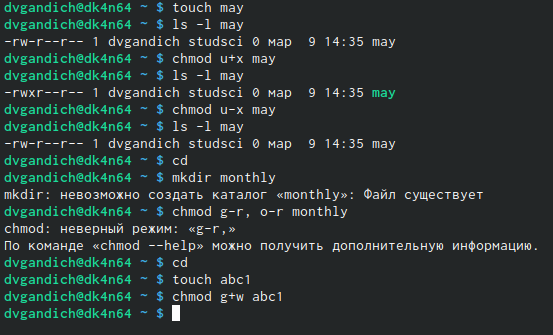 dvgandich@dk4n64 ~ $ touch may
dvgandich@dk4n64 ~ $ ls -l may
-rw-r--r-- 1 dvgandich studsci 0 мар  9 14:35 may
dvgandich@dk4n64 ~ $ chmod u+x may
dvgandich@dk4n64 ~ $ ls -l may
-rwxr--r-- 1 dvgandich studsci 0 мар  9 14:35 may
dvgandich@dk4n64 ~ $ chmod u-x may
dvgandich@dk4n64 ~ $ ls -l may
-rw-r--r-- 1 dvgandich studsci 0 мар  9 14:35 may
dvgandich@dk4n64 ~ $ cd
dvgandich@dk4n64 ~ $ mkdir monthly
mkdir: невозможно создать каталог «monthly»: Файл существует
dvgandich@dk4n64 ~ $ chmod g-r, o-r monthly
chmod: неверный режим: «g-r,»
По команде «chmod --help» можно получить дополнительную информацию.
dvgandich@dk4n64 ~ $ cd
dvgandich@dk4n64 ~ $ touch abc1
dvgandich@dk4n64 ~ $ chmod g+w abc1
dvgandich@dk4n64 ~ $